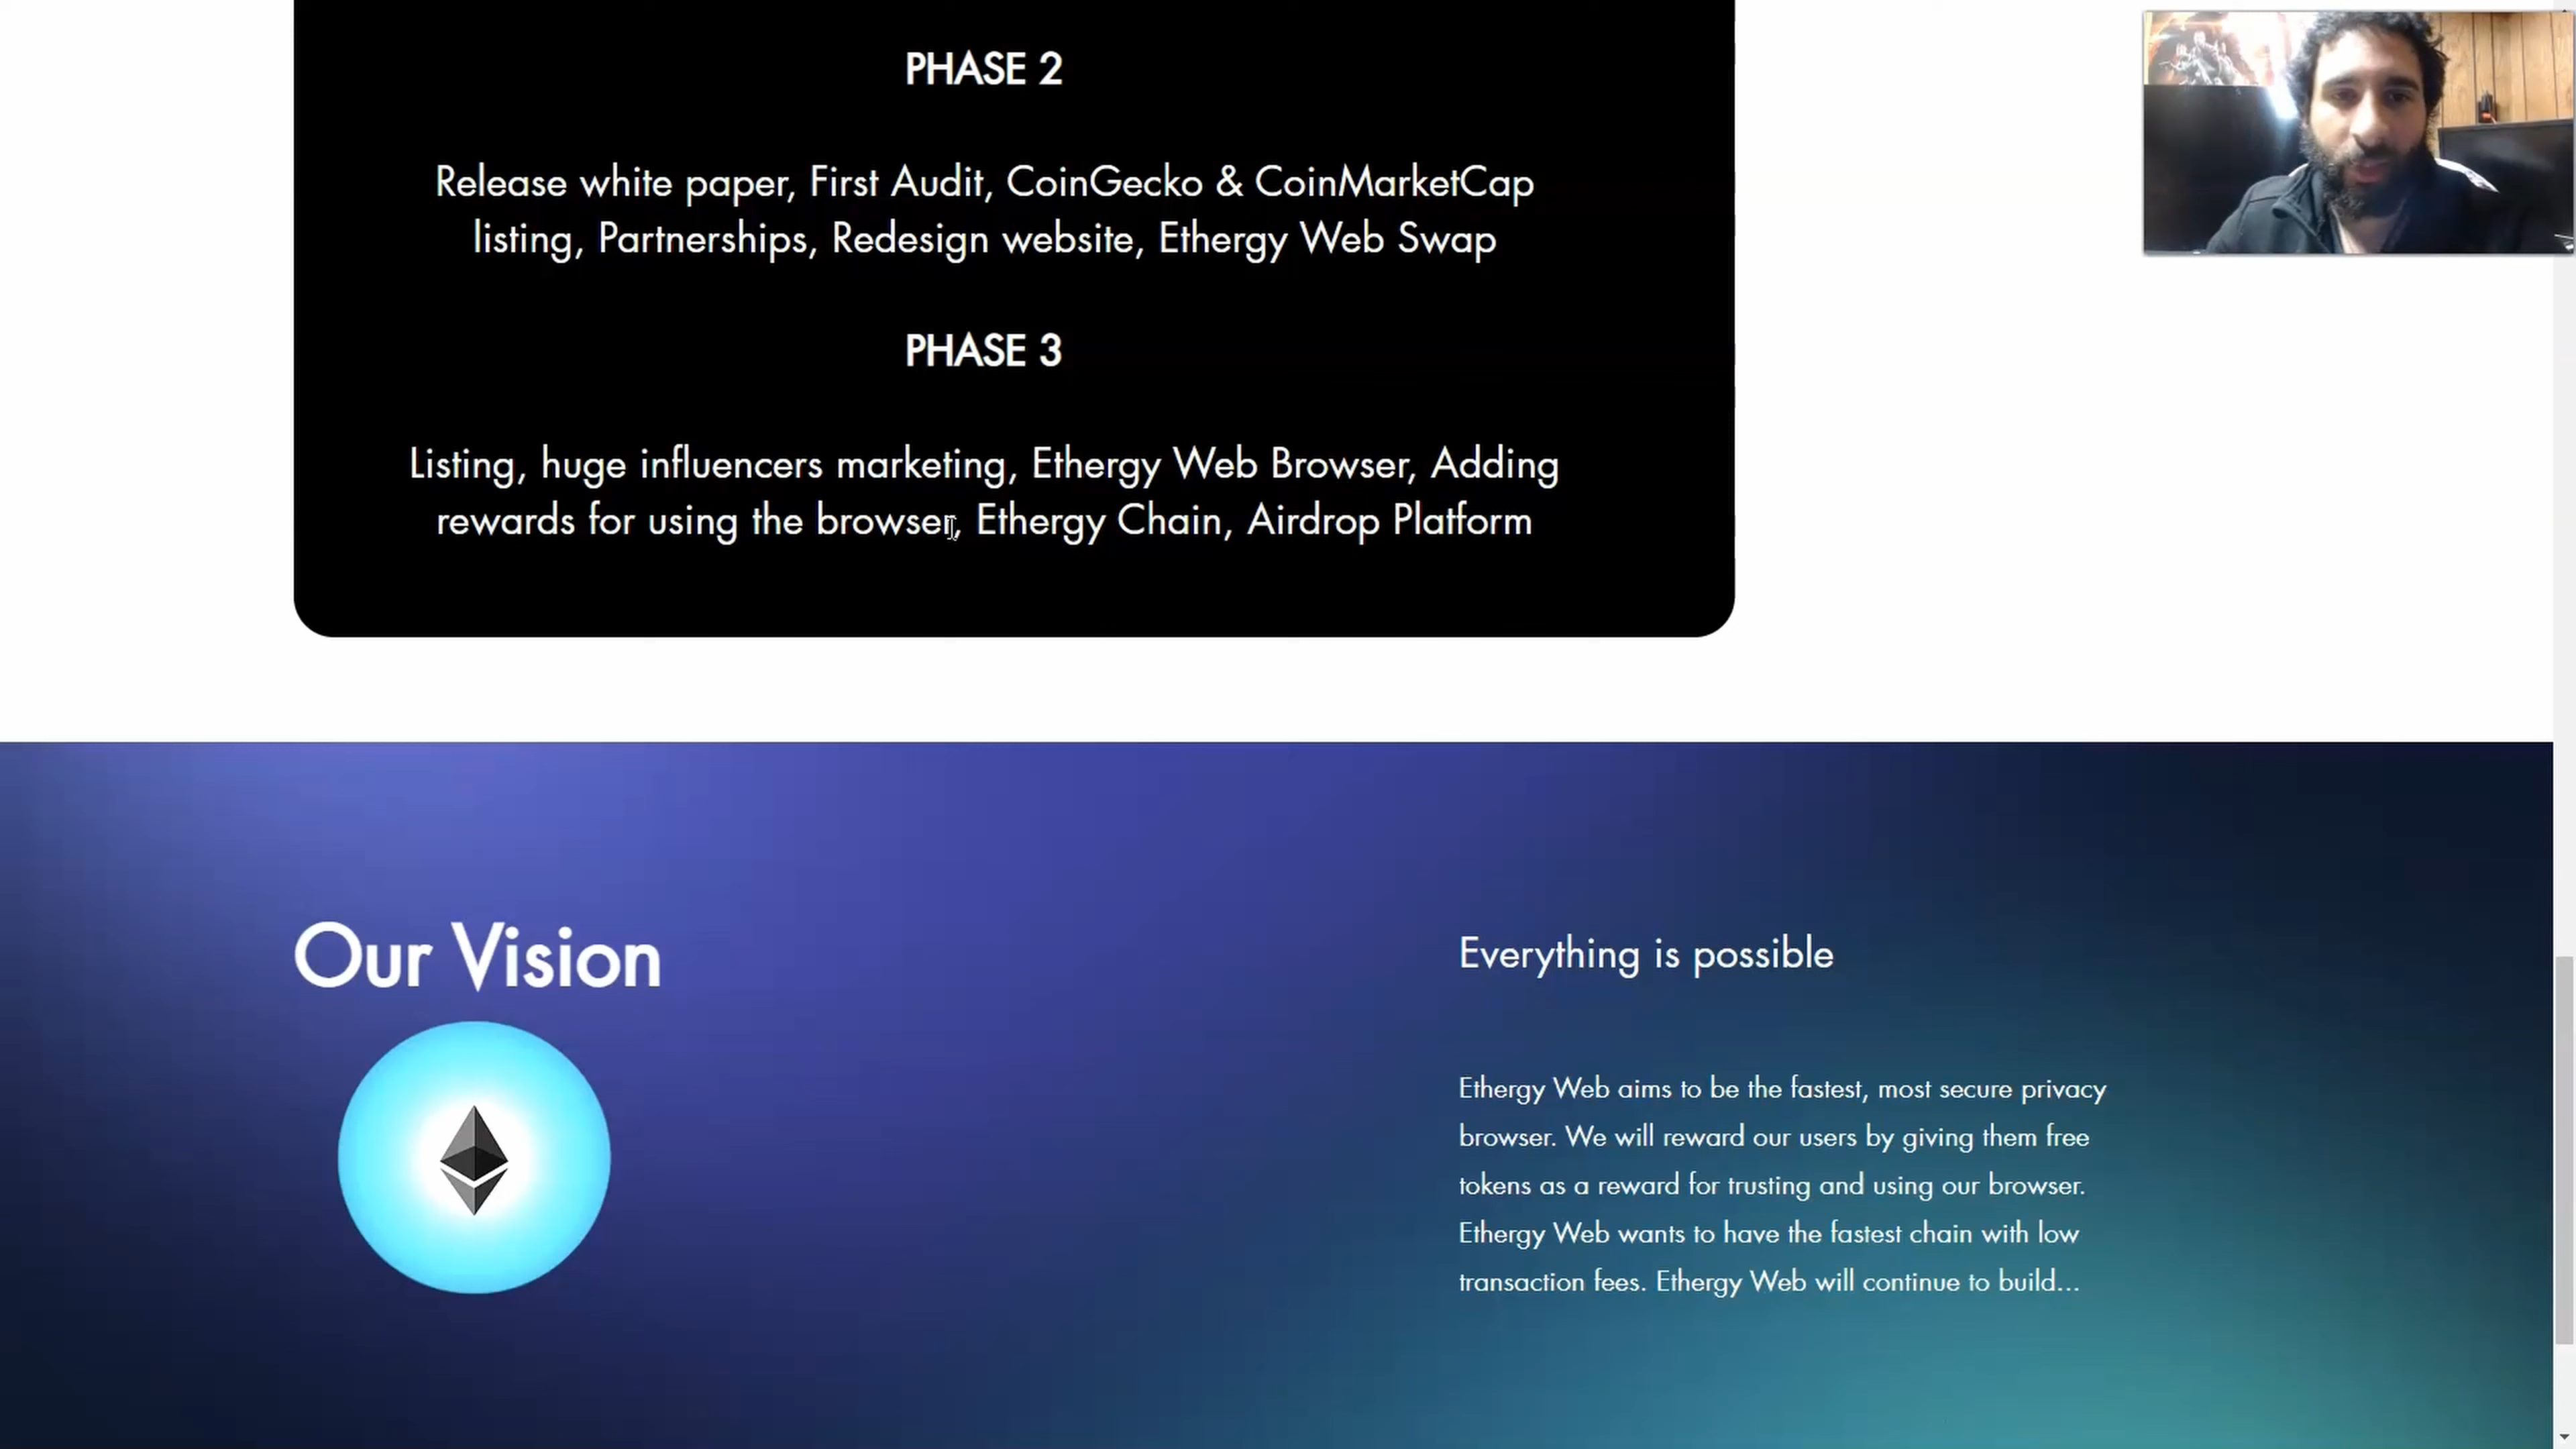 PHASE 2
Release white paper, First Audit, CoinGecko & CoinMarketCap
listing, Partnerships, Redesign website, Ethergy Web Swap
PHASE 3
Listing, huge influencers marketing, Ethergy Web Browser, Adding
rewards for using the browser, Ethergy Chain, Airdrop Platform
Our Vision
Everything is possible
Ethergy Web aims to be the fastest, most secure privacy
browser. We will reward our users by giving them free
tokens as a reward for trusting and using our browser.
Ethergy Web wants to have the fastest chain with low
transaction fees. Ethergy Web will continue to build...